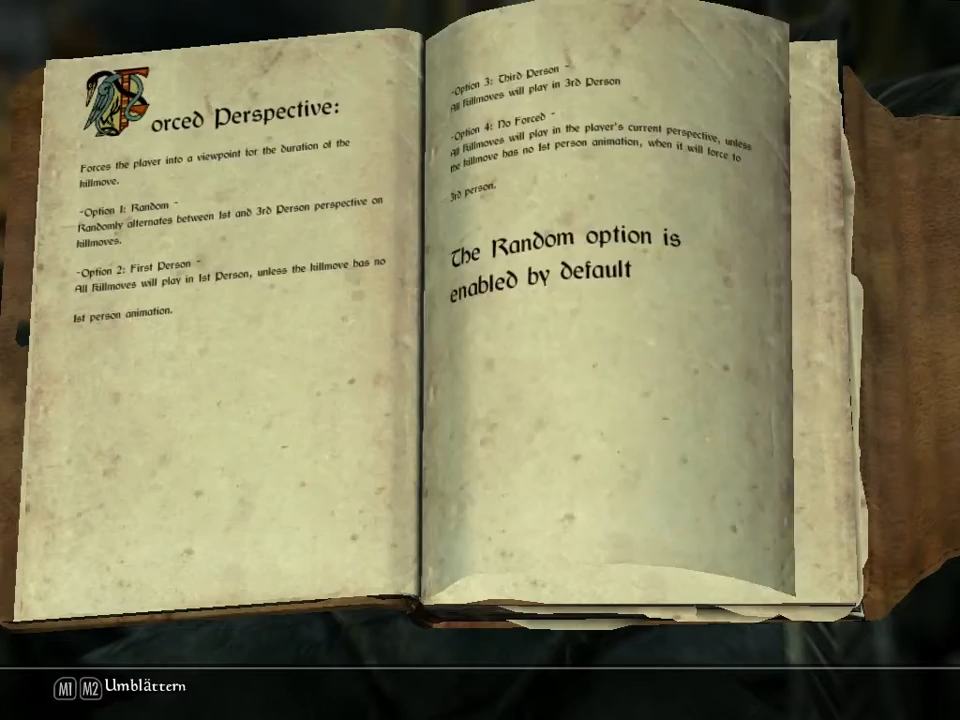 Forced Perspective:
Forces the player into a viewpoint for the duration of the
killmove.
-Option 1: Random -
Randomly alternates between 1st and 3rd Person perspective on
killmoves.
-Option 2: First Person -
All Killmoves will play in 1st Person, unless the killmove has no
1st person animation.
-Option 3: Third Person -
All Killmoves will play in 3rd Person
-Option 4: No Forced -
All Killmoves will play in the player's current perspective, unless
the killmove has no 1st person animation, when it will force to
3rd person.
The Random option is
enabled by default
M1 M2 Umblättern